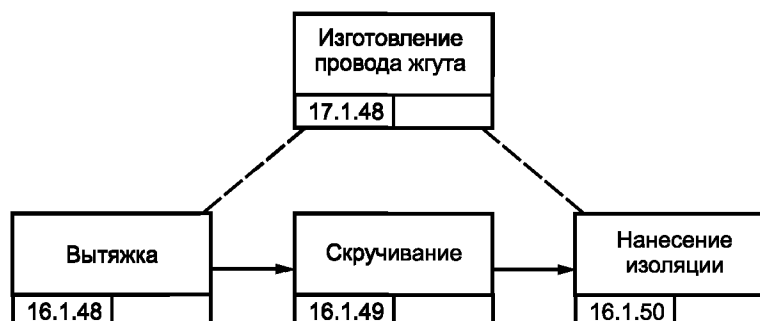 Изготовление
провода жгута
17.1.48
Вытяжка
Скручивание
Нанесение
изоляции
16.1.48
16.1.49
16.1.50